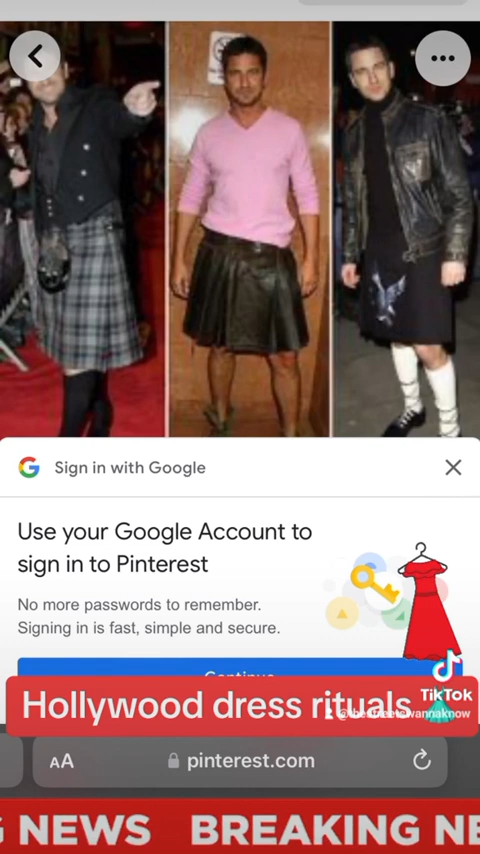 Sign in with Google
Use your Google Account to
sign in to Pinterest
No more passwords to remember.
Signing in is fast, simple and secure.
Continue
Hollywood dress rituals
TikTok
AA
pinterest.com
G NEWS BREAKING NE